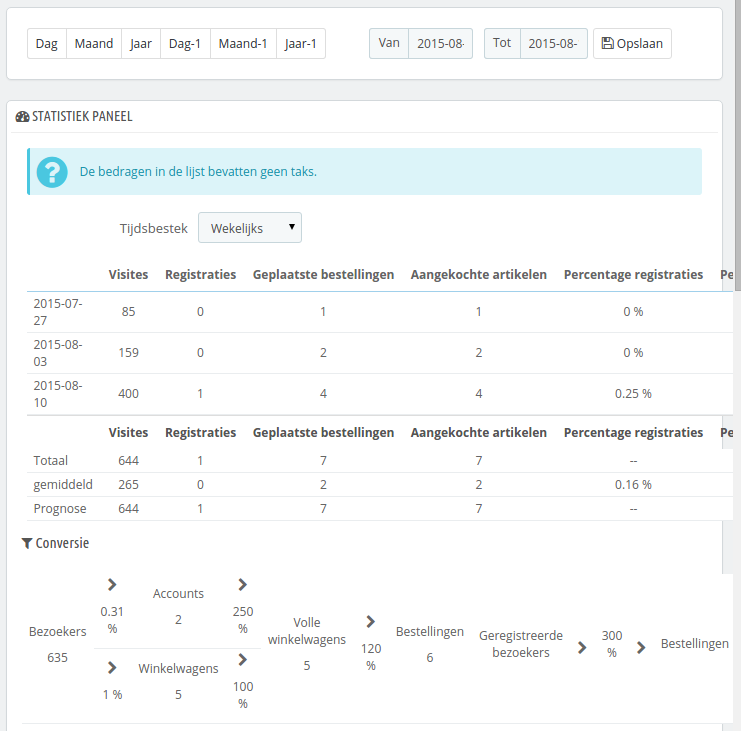 Dag Maand Jaar Dag-1 Maand-1 Jaar-1 Van 2015-08- Tot 2015-08- Opslaan
STATISTIEK PANEEL
De bedragen in de lijst bevatten geen taks.
Tijdsbestek Wekelijks
Visites Registraties Geplaatste bestellingen Aangekochte artikelen Percentage registraties Pe
2015-07-
27 85 0 1 1 0 %
2015-08-
03 159 0 2 2 0 %
2015-08-
10 400 1 4 4 0.25 %
Visites Registraties Geplaatste bestellingen Aangekochte artikelen Percentage registraties Pe
Totaal 644 1 7 7 --
gemiddeld 265 0 2 2 0.16 %
Prognose 644 1 7 7 --
Conversie
Bezoekers
635
0.31
%
Accounts
2
250
%
1 %
Winkelwagens
5
100
%
Volle
winkelwagens
5
120
%
Bestellingen
6
Geregistreerde
bezoekers
300
%
Bestellingen